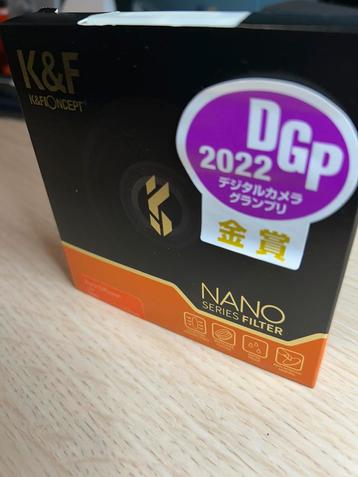 K&F
K&FCONCEPT
DGP
2022
デジタルカメラ
グランプリ
金賞
NANO
SERIES FILTER